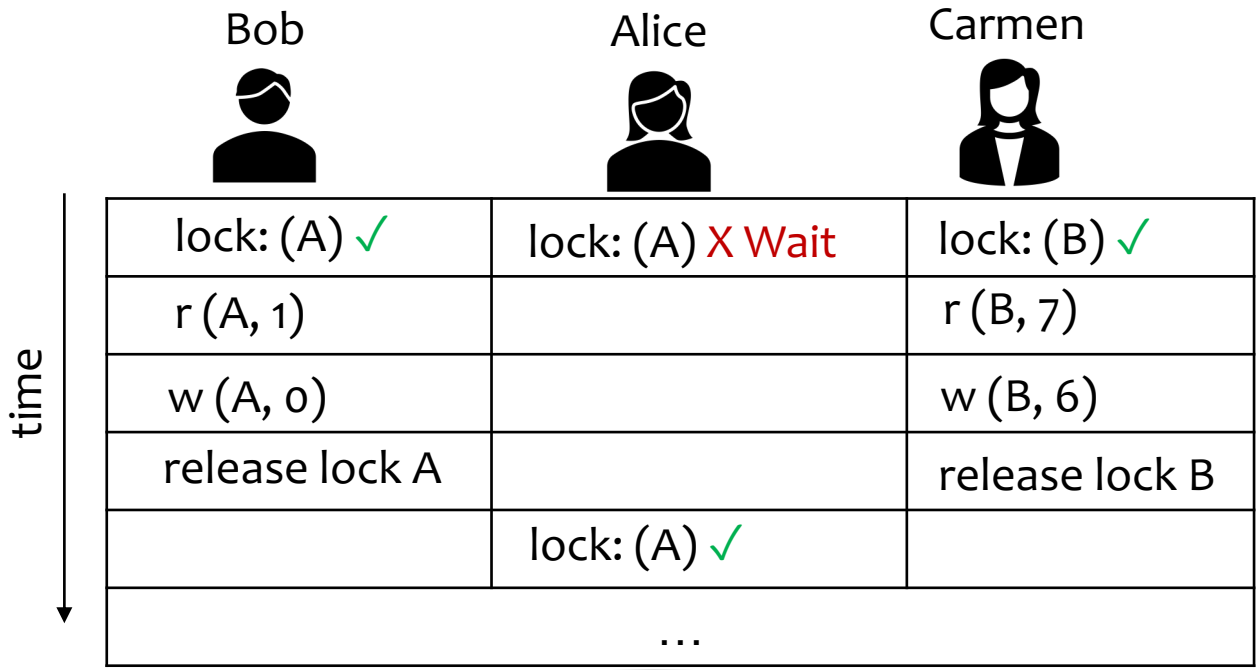 Bob Alice Carmen
time
lock: (A) ✓ lock: (A) X Wait lock: (B) ✓
r (A, 1) r (B, 7)
w (A, 0) w (B, 6)
release lock A release lock B
lock: (A) ✓
...